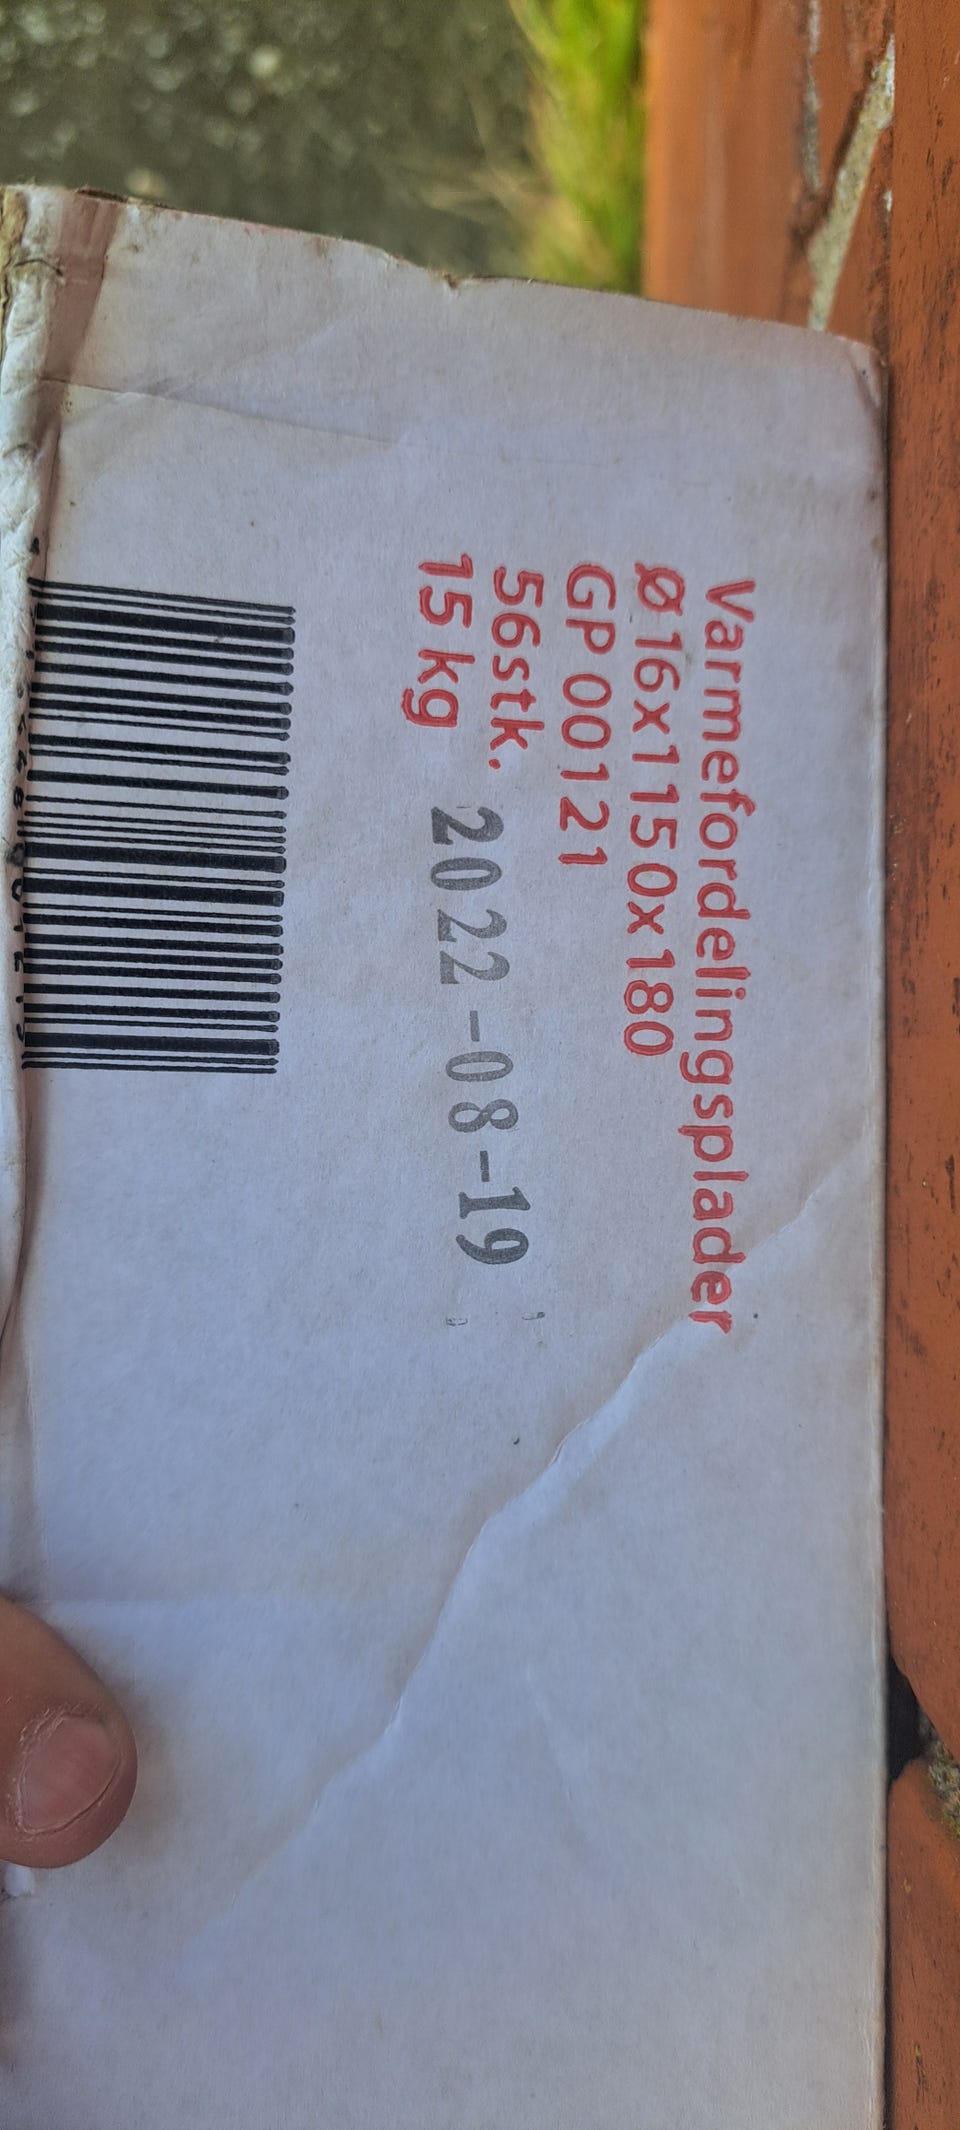 Varmefordelingsplader
Ø16x1150x180
GP 00121
56stk.
15 kg
2022-08-19